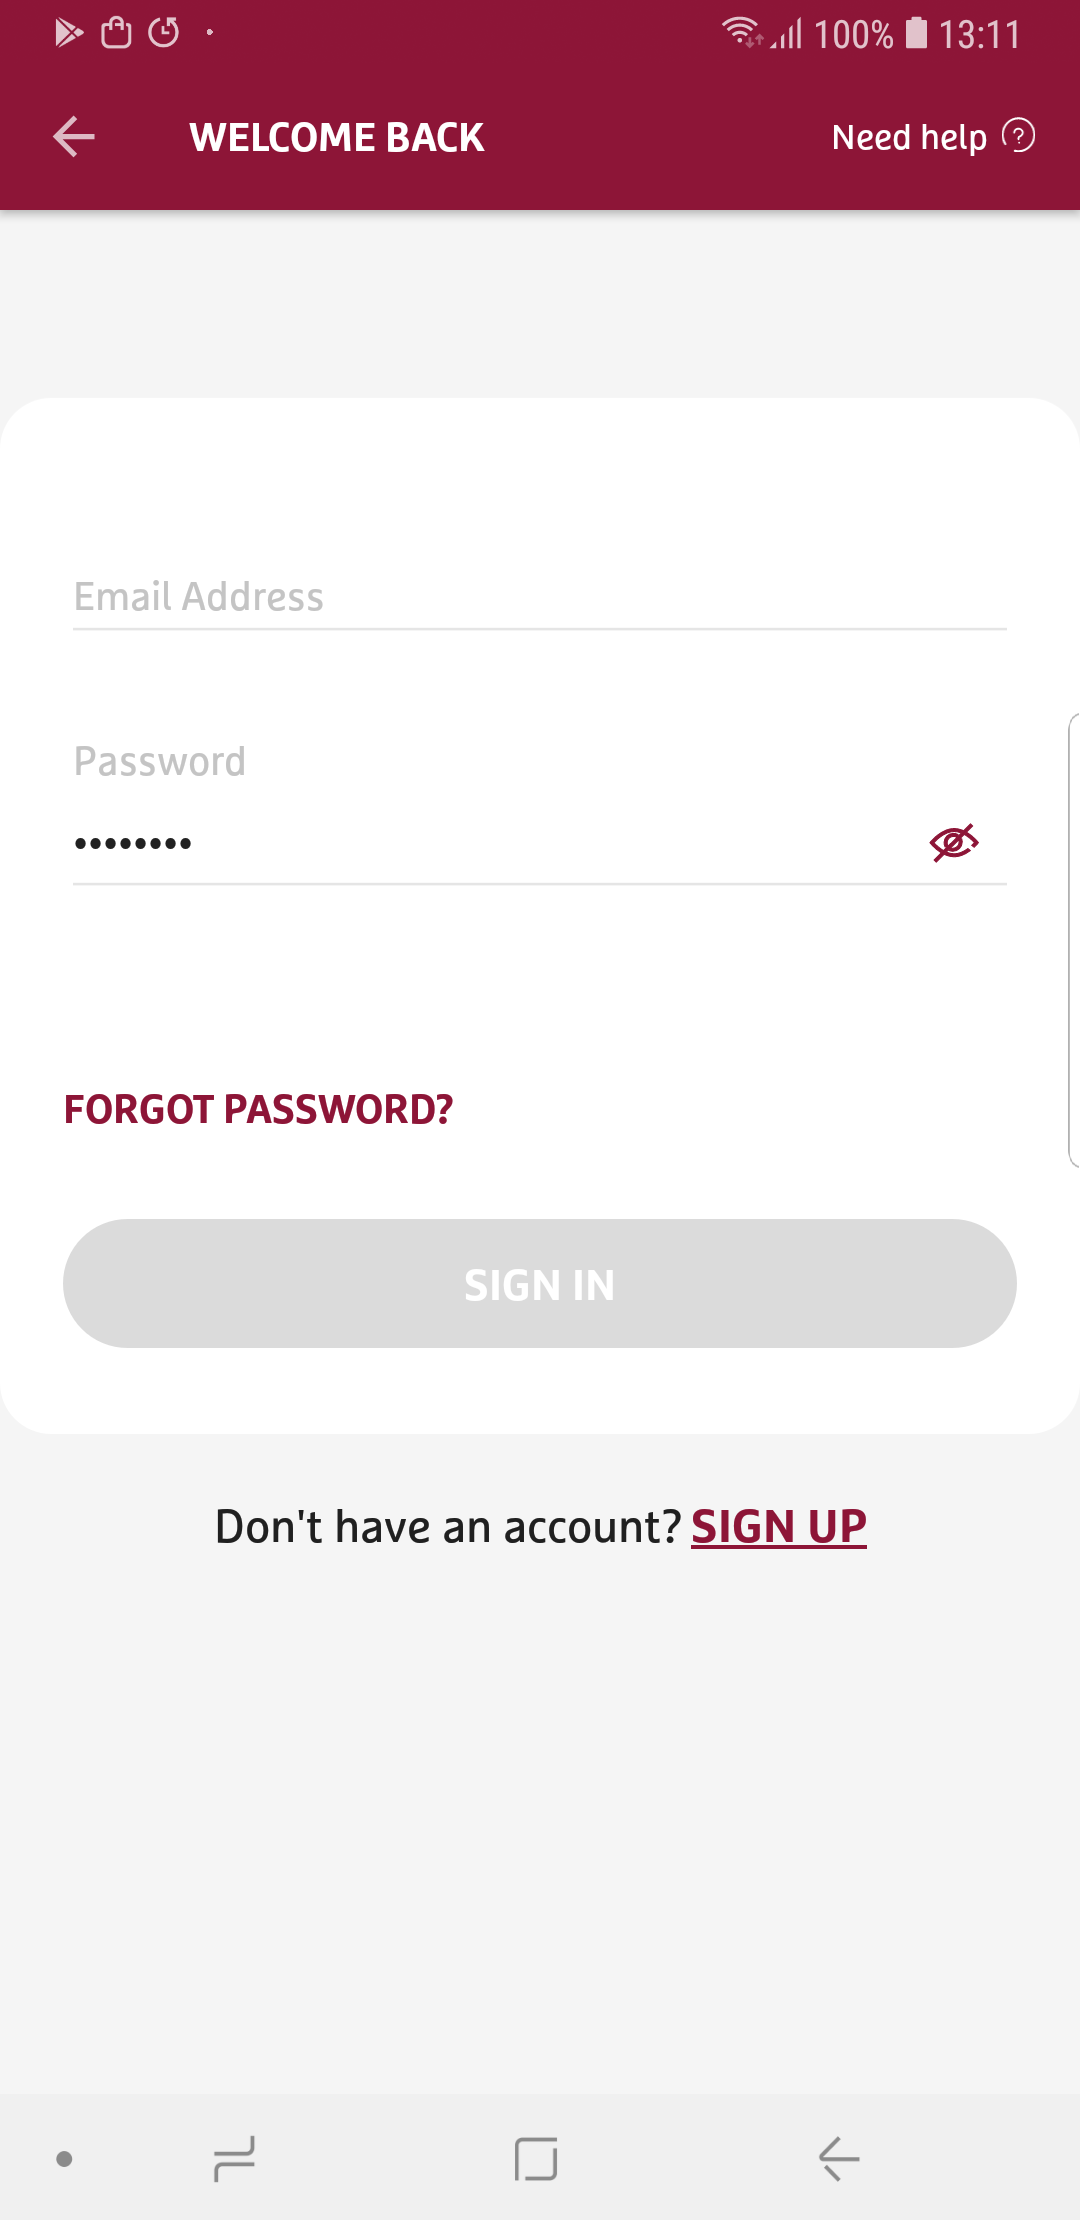 100% 13:11
WELCOME BACK
Need help ?
Email Address
Password
••••••••
FORGOT PASSWORD?
SIGN IN
Don't have an account? SIGN UP